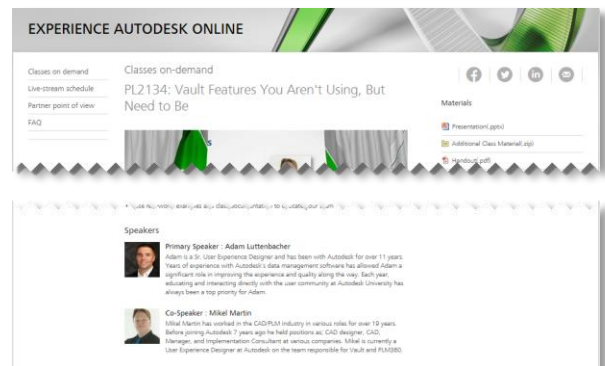 EXPERIENCE AUTODESK ONLINE
Classes on demand
Live-stream schedule
Partner point of view
FAQ
Classes on-demand
PL2134: Vault Features You Aren't Using, But
Need to Be
s
Materials
Presentation(.pptx)
Additional Class Material(.zip)
Handout(.pdf)
Speakers
Primary Speaker : Adam Luttenbacher
Adam is a Sr. User Experience Designer and has been with Autodesk for over 11 years.
Years of experience with Autodesk's data management software has allowed Adam a
significant role in improving the experience and quality along the way. Each year,
educating and interacting directly with the user community at Autodesk University has
always been a top priority for Adam.
Co-Speaker : Mikel Martin
Mikel Martin has worked in the CAD/PLM industry in various roles for over 19 years.
Before joining Autodesk 7 years ago he held positions as; CAD designer, CAD,
Manager, and Implementation Consultant at various companies. Mikel is currently a
User Experience Designer at Autodesk on the team responsible for Vault and PLM360.